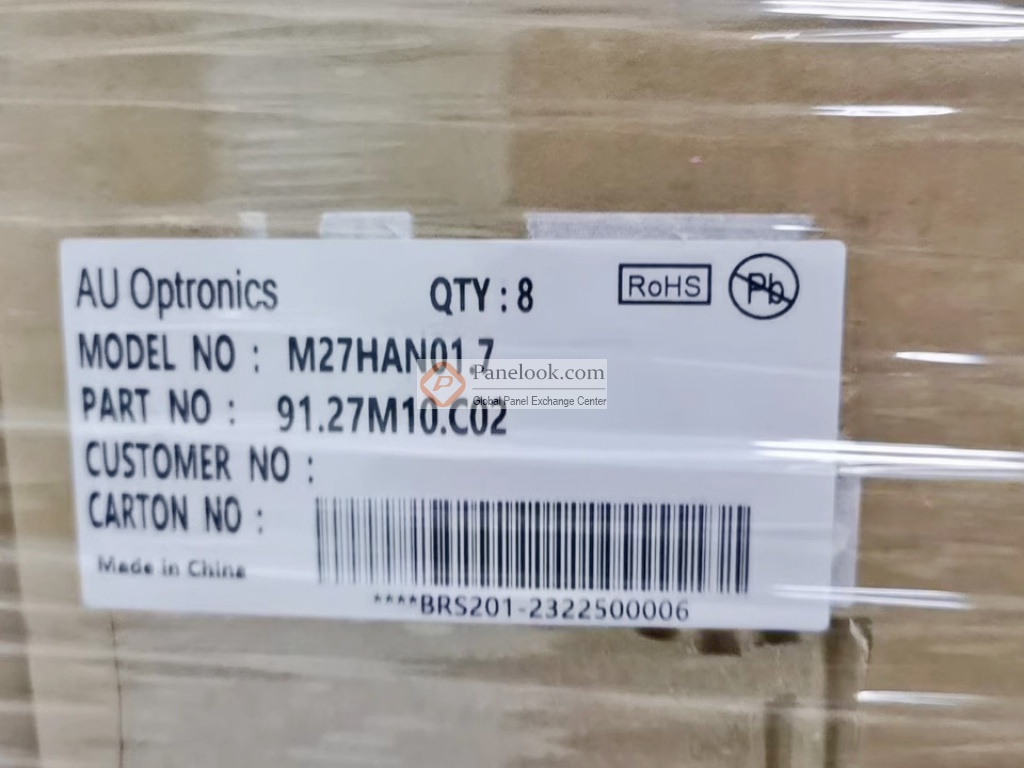 AU Optronics QTY : 8 RoHS Pb
MODEL NO : M27HAN01.7
Panelook.com
Global Panel Exchange Center
PART NO : 91.27M10.C02
CUSTOMER NO :
CARTON NO :
Made in China
****BRS201-2322500006